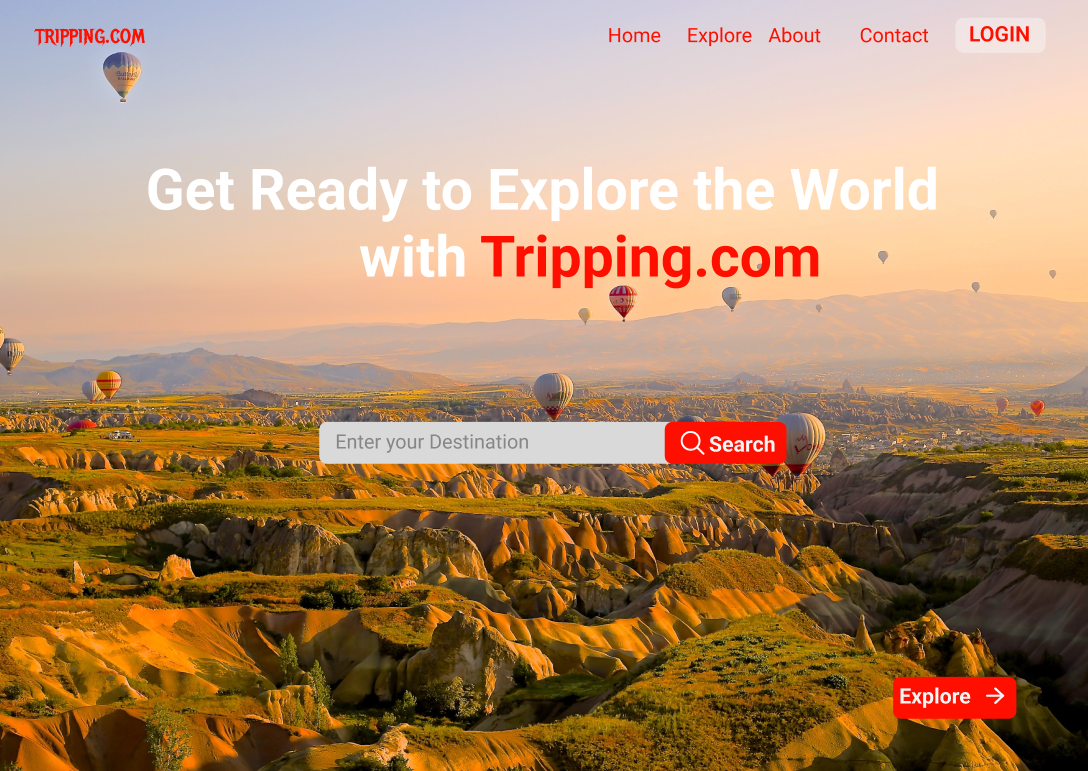 TRIPPING.COM
Home Explore About Contact LOGIN
Get Ready to Explore the World
with Tripping.com
Enter your Destination Search
Explore